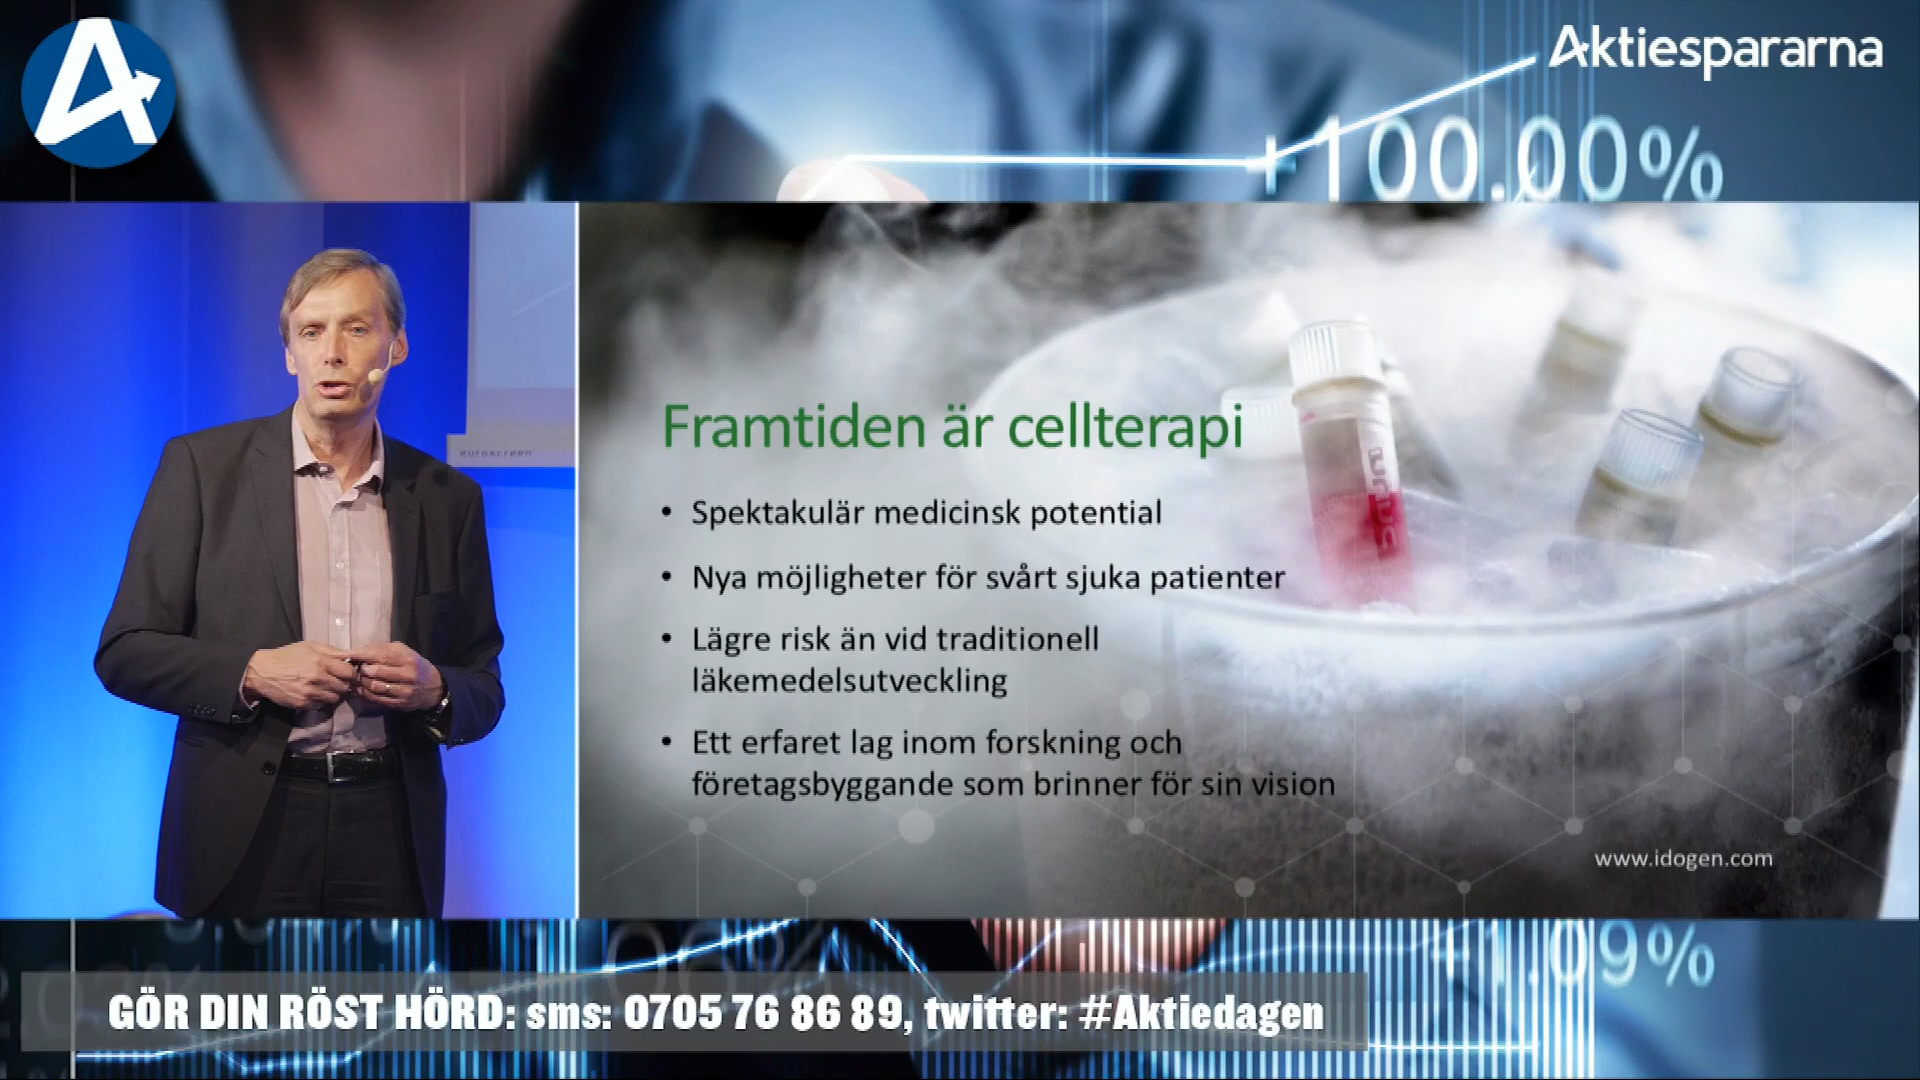 Aktiespararna
+100.00%
euroscreen
Framtiden är cellterapi
• Spektakulär medicinsk potential
• Nya möjligheter för svårt sjuka patienter
• Lägre risk än vid traditionell
läkemedelsutveckling
• Ett erfaret lag inom forskning och
företagsbyggande som brinner för sin vision
www.idogen.com
GÖR DIN RÖST HÖRD: sms: 0705 76 86 89, twitter: #Aktiedagen